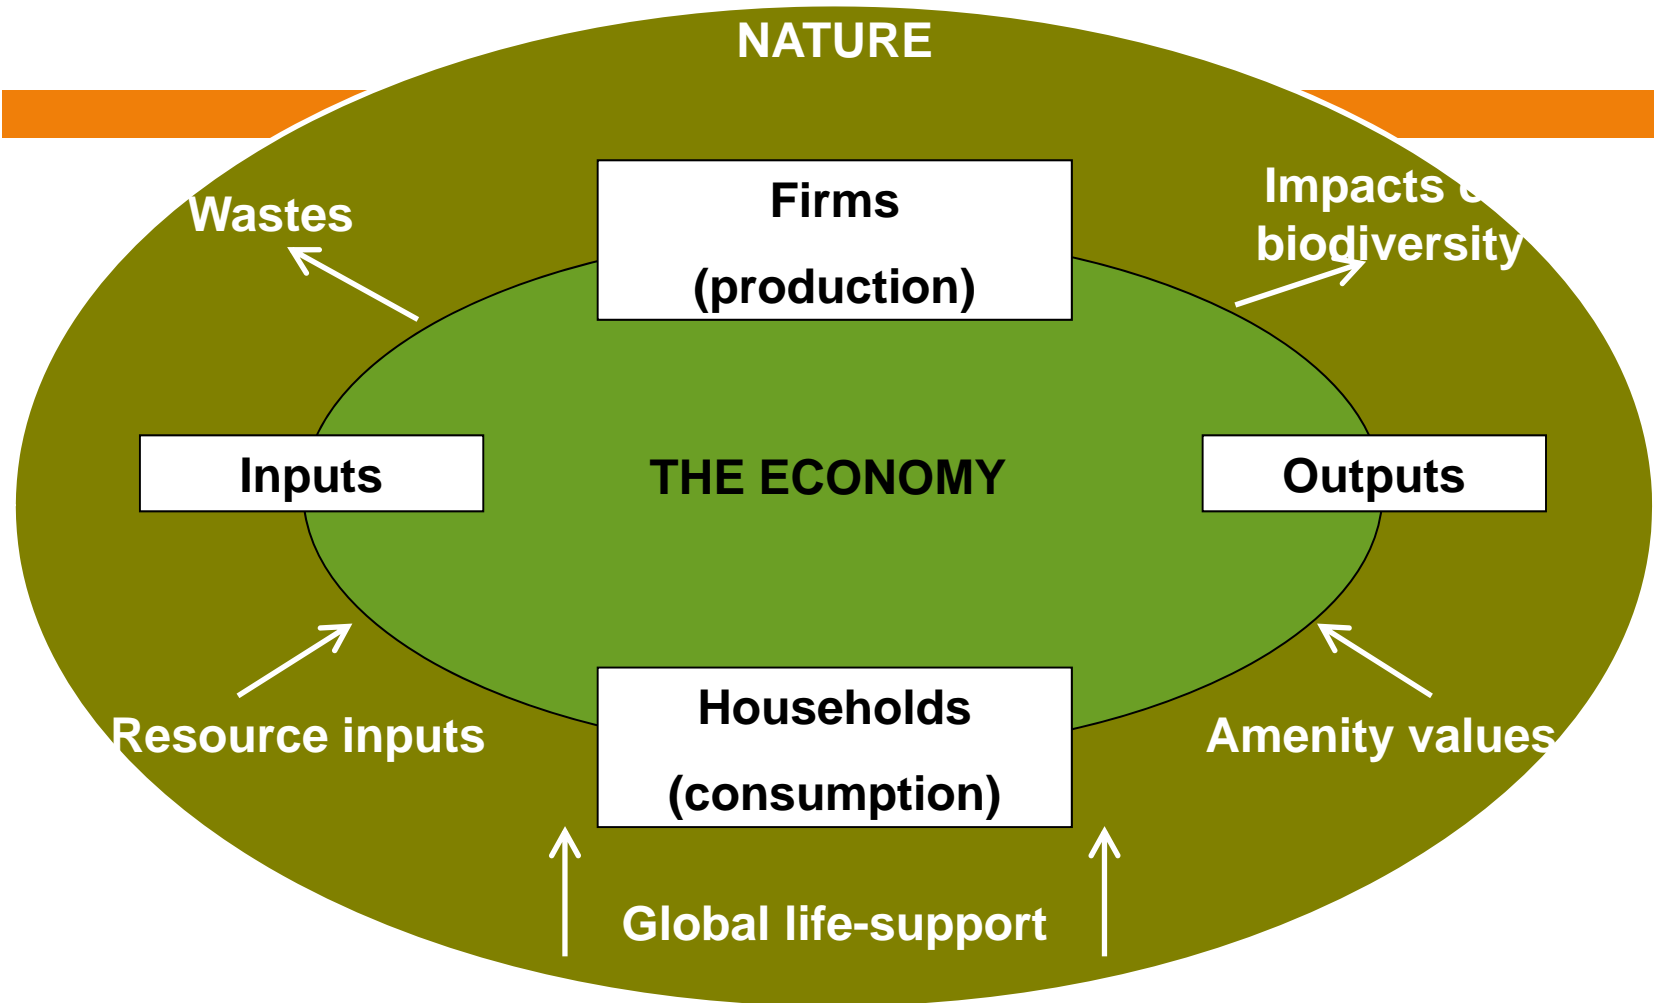 NATURE
Wastes
Firms
(production)
Impacts
biodiversity
Inputs
THE ECONOMY
Outputs
Resource inputs
Households
(consumption)
Amenity values
Global life-support